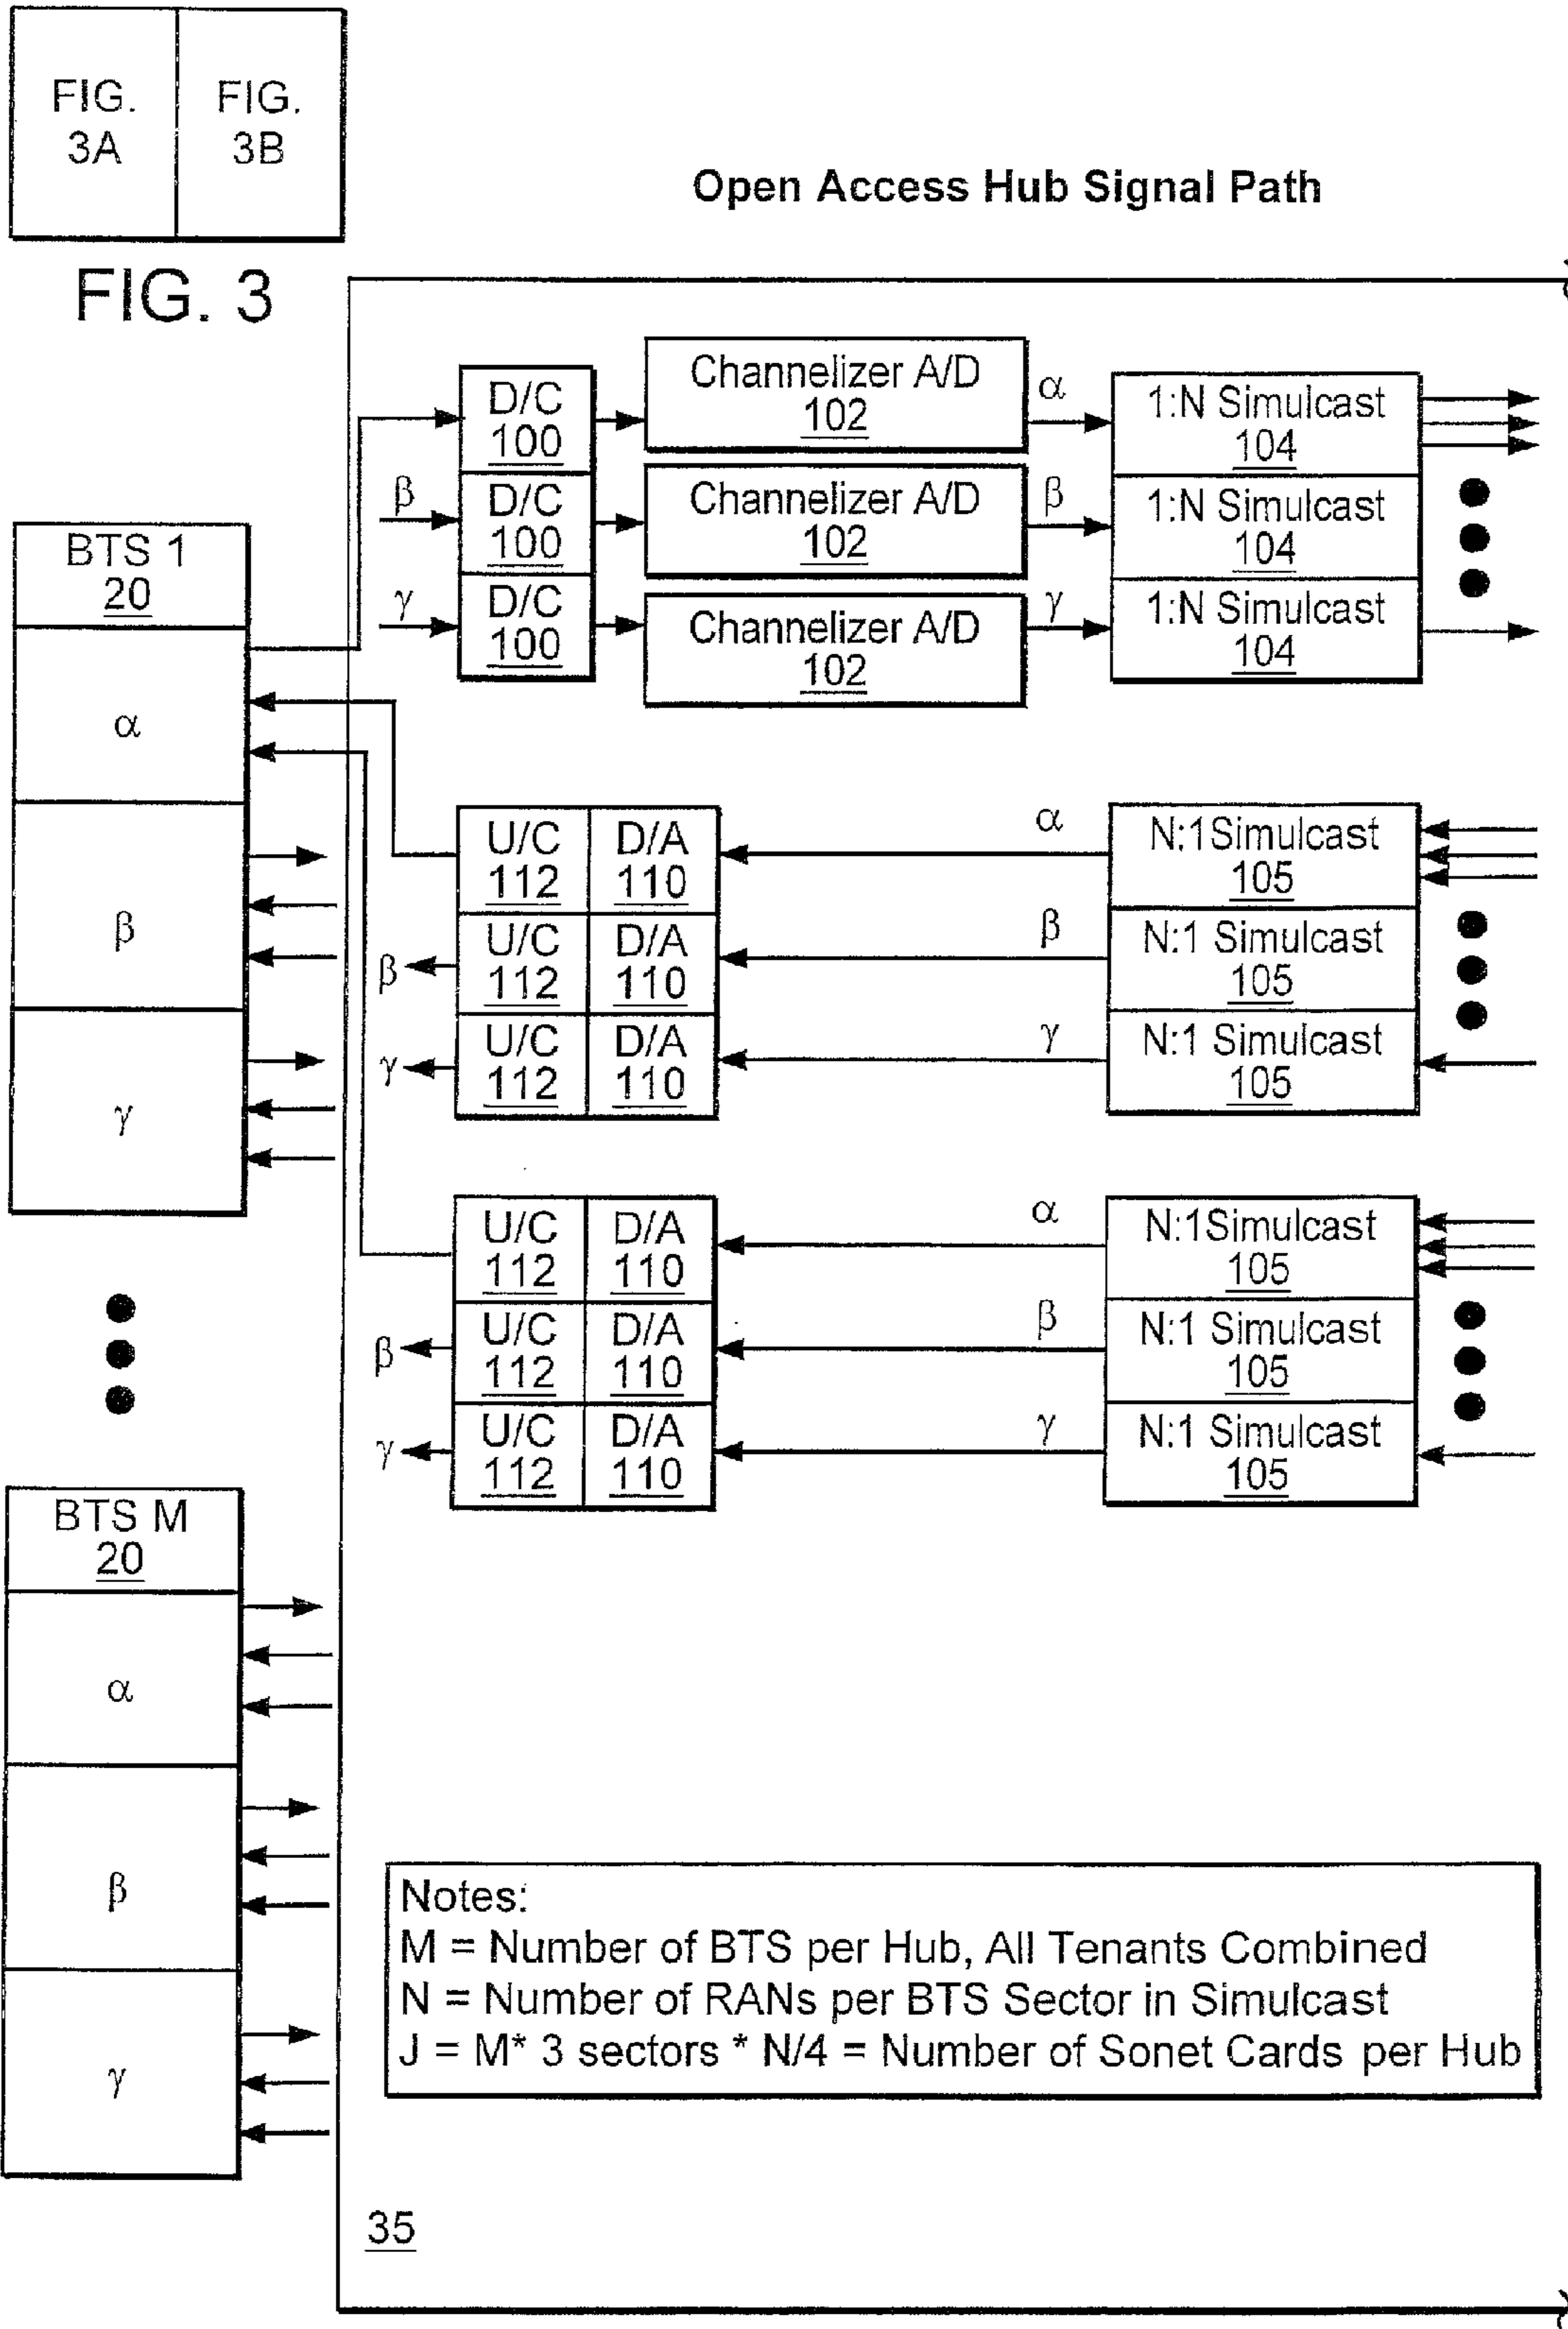 FIG.
3A
FIG.
3B
FIG. 3
Open Access Hub Signal Path
D/C
100
D/C
100
D/C
100
β
γ
Channelizer A/D
102
Channelizer A/D
102
Channelizer A/D
102
α
β
γ
1:N Simulcast
104
1:N Simulcast
104
1:N Simulcast
104
BTS 1
20
α
β
γ
U/C
112
D/A
110
U/C
112
D/A
110
U/C
112
D/A
110
β
γ
α
β
γ
N:1Simulcast
105
N:1 Simulcast
105
N:1 Simulcast
105
U/C
112
D/A
110
U/C
112
D/A
110
U/C
112
D/A
110
β
γ
α
β
γ
N:1Simulcast
105
N:1 Simulcast
105
N:1 Simulcast
105
BTS M
20
α
β
γ
Notes:
M = Number of BTS per Hub, All Tenants Combined
N = Number of RANs per BTS Sector in Simulcast
J = M* 3 sectors * N/4 = Number of Sonet Cards per Hub
35